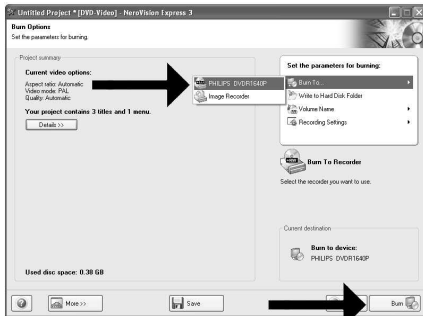 Untitled Project * [DVD-Video] - NeroVision Express 3
Burn Options
Set the parameters for burning.
Project summary
Current video options:
Aspect ratio: Automatic
Video mode: PAL
Quality: Automatic
Your project contains 3 titles and 1 menu.
Details >>
Used disc space: 0.38 GB
PHILIPS DVDR1640P
Image Recorder
Set the parameters for burning:
Burn To...
Write to Hard Disk Folder
Volume Name
Recording Settings
Burn To Recorder
Select the recorder you want to use.
Current destination
Burn to device:
PHILIPS DVDR1640P
More >>
Save
Burn